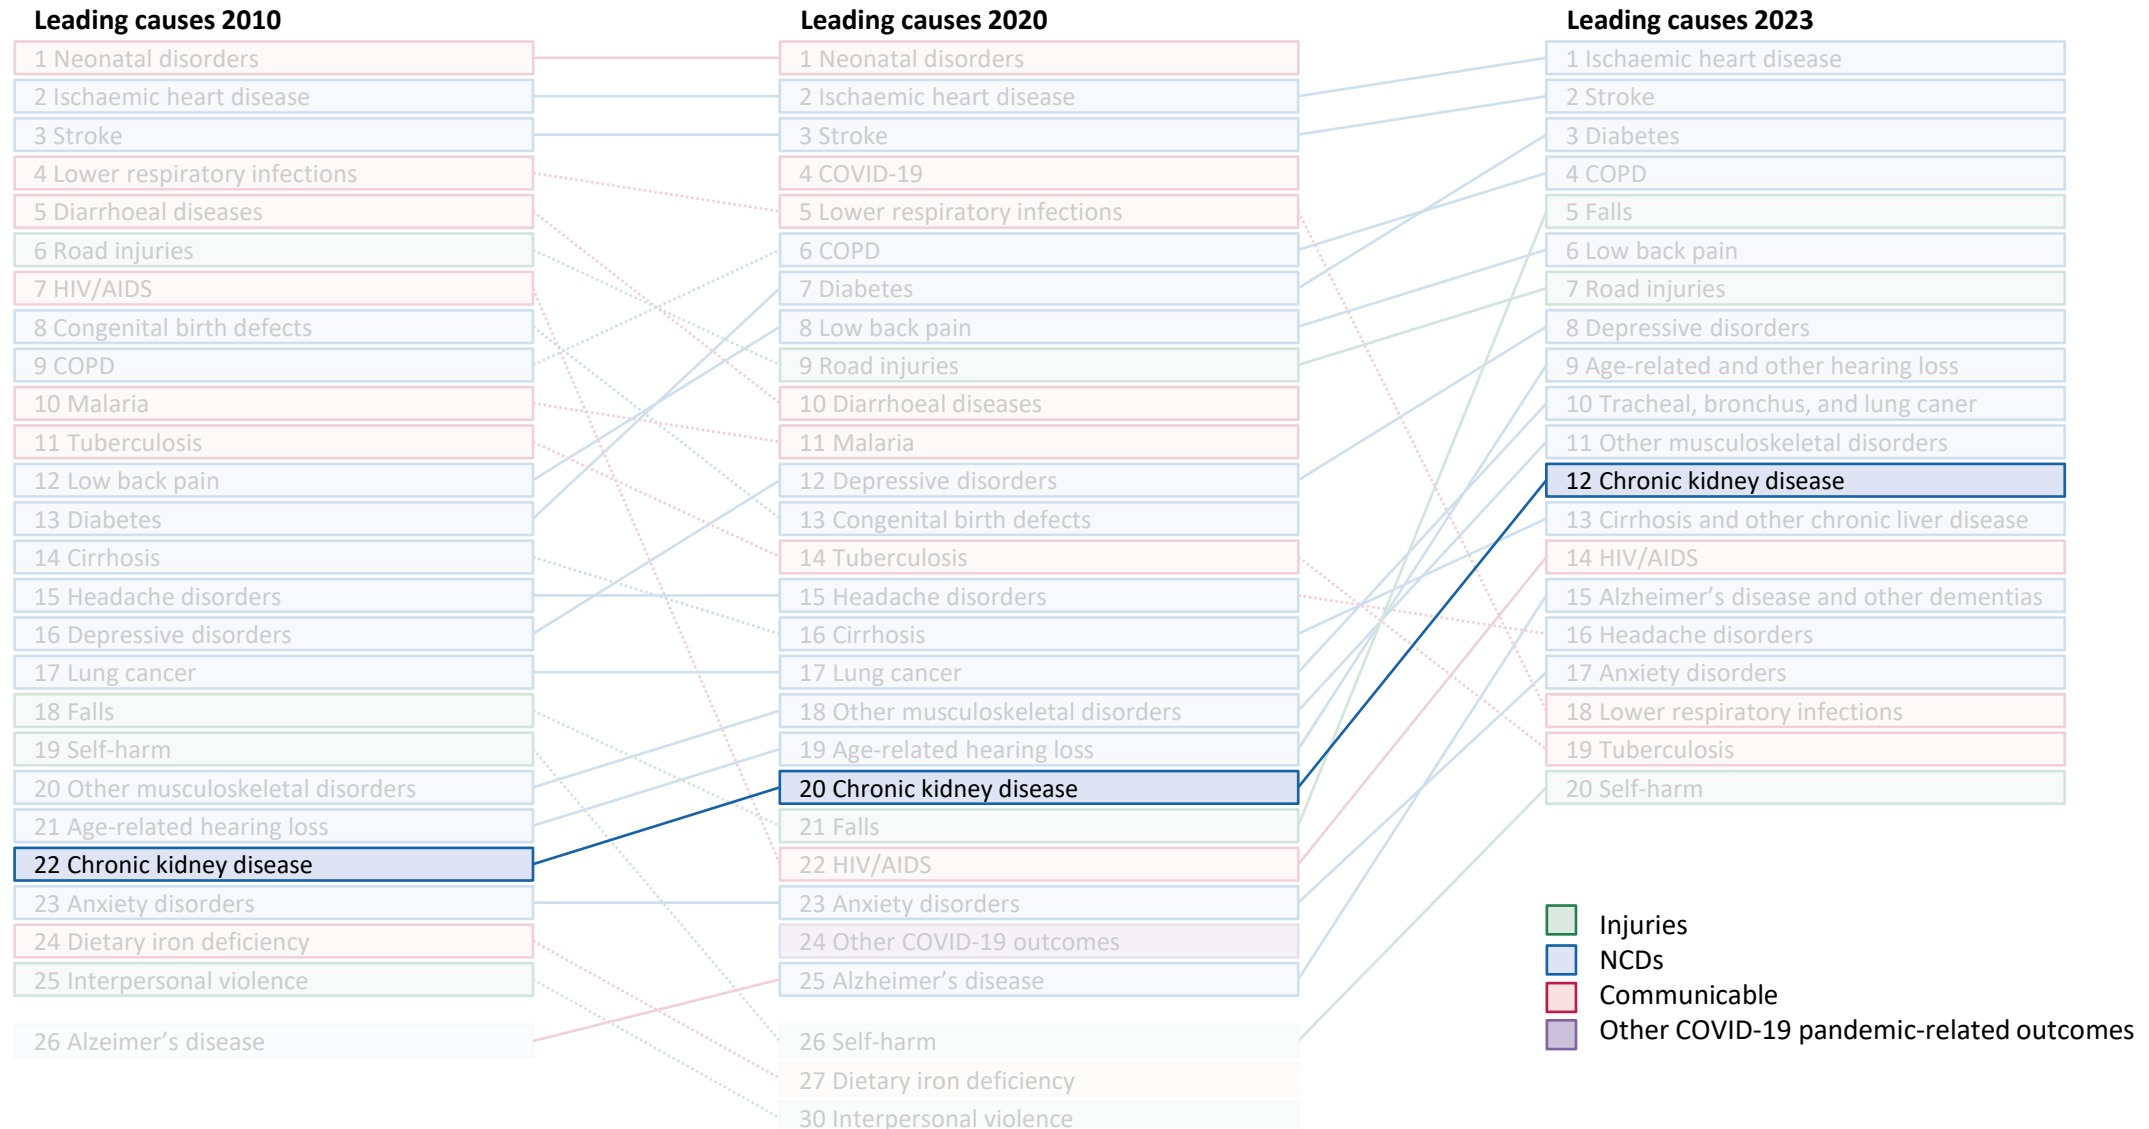 Leading causes 2010
1 Neonatal disorders
2 Ischaemic heart disease
3 Stroke
4 Lower respiratory infections
5 Diarrhoeal diseases
6 Road injuries
7 HIV/AIDS
8 Congenital birth defects
9 COPD
10 Malaria
11 Tuberculosis
12 Low back pain
13 Diabetes
14 Cirrhosis
15 Headache disorders
16 Depressive disorders
17 Lung cancer
18 Falls
19 Self-harm
20 Other musculoskeletal disorders
21 Age-related hearing loss
22 Chronic kidney disease
23 Anxiety disorders
24 Dietary iron deficiency
25 Interpersonal violence
26 Alzeimer's disease
Leading causes 2020
1 Neonatal disorders
2 Ischaemic heart disease
3 Stroke
4 COVID-19
5 Lower respiratory infections
6 COPD
7 Diabetes
8 Low back pain
9 Road injuries
10 Diarrhoeal diseases
11 Malaria
12 Depressive disorders
13 Congenital birth defects
14 Tuberculosis
15 Headache disorders
16 Cirrhosis
17 Lung cancer
18 Other musculoskeletal disorders
19 Age-related hearing loss
20 Chronic kidney disease
21 Falls
22 HIV/AIDS
23 Anxiety disorders
24 Other COVID-19 outcomes
25 Alzheimer's disease
26 Self-harm
27 Dietary iron deficiency
30 Interpersonal violence
Leading causes 2023
1 Ischaemic heart disease
2 Stroke
3 Diabetes
4 COPD
5 Falls
6 Low back pain
7 Road injuries
8 Depressive disorders
9 Age-related and other hearing loss
10 Tracheal, bronchus, and lung caner
11 Other musculoskeletal disorders
12 Chronic kidney disease
13 Cirrhosis and other chronic liver disease
14 HIV/AIDS
15 Alzheimer's disease and other dementias
16 Headache disorders
17 Anxiety disorders
18 Lower respiratory infections
19 Tuberculosis
20 Self-harm
Injuries
NCDs
Communicable
Other COVID-19 pandemic-related outcomes